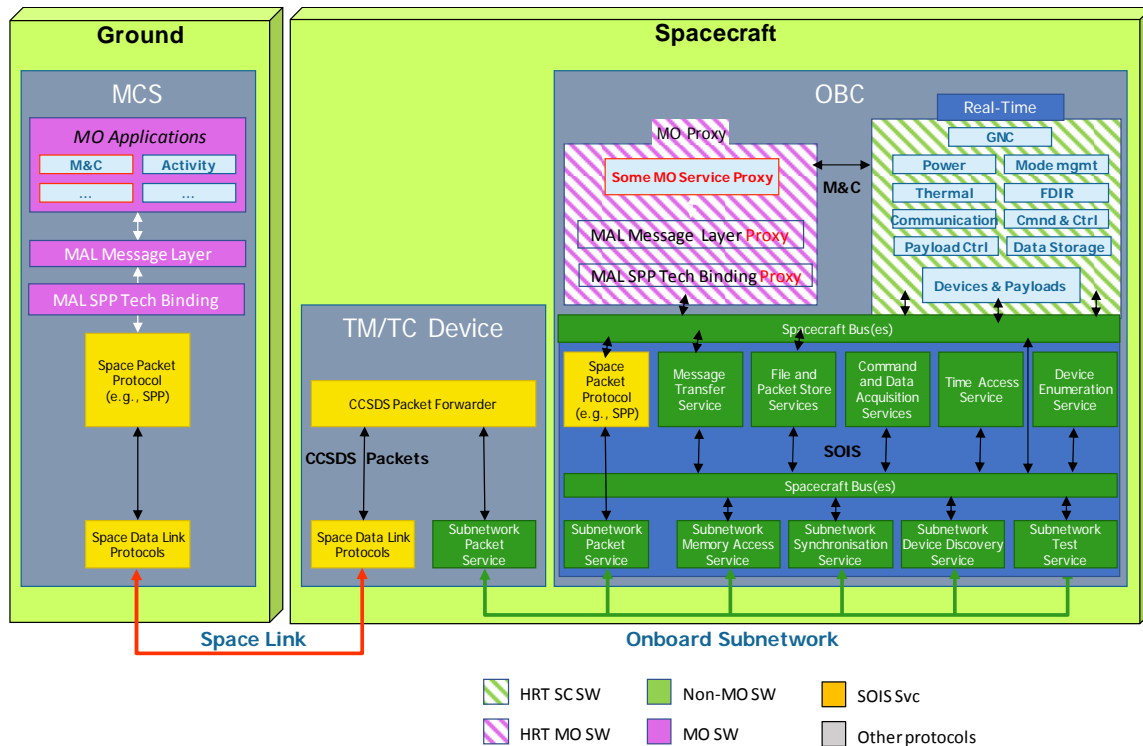 Ground
Spacecraft
MCS
MO Applications
M&C
Activity
...
...
MAL Message Layer
MAL SPP Tech Binding
Space Packet
Protocol
(e.g., SPP)
Space Data Link
Protocols
TM/TC Device
CCSDS Packet Forwarder
CCSDS Packets
Space Data Link
Protocols
Subnetwork
Packet
Service
OBC
MO Proxy
Some MO Service Proxy
MAL Message Layer Proxy
MAL SPP Tech Binding Proxy
M&C
Real-Time
GNC
Power
Mode mgmt
Thermal
FDIR
Communication
Cmnd & Ctrl
Payload Ctrl
Data Storage
Devices & Payloads
Spacecraft Bus(es)
Space
Packet
Protocol
(e.g., SPP)
Message
Transfer
Service
File and
Packet Store
Services
Command
and Data
Acquisition
Services
Time Access
Service
Device
Enumeration
Service
SOIS
Spacecraft Bus(es)
Subnetwork
Packet
Service
Subnetwork
Memory Access
Service
Subnetwork
Synchronisation
Service
Subnetwork
Device Discovery
Service
Subnetwork
Test
Service
Space Link
Onboard Subnetwork
HRT SC SW
Non-MO SW
SOIS Svc
HRT MO SW
MO SW
Other protocols